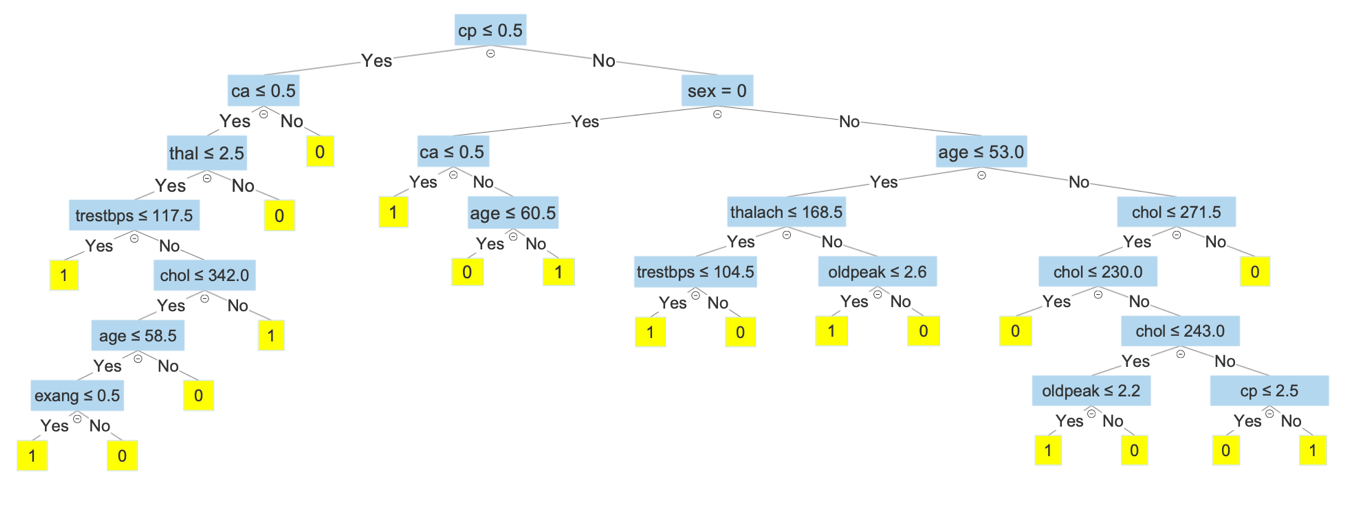 cp ≤ 0.5
Yes No
ca ≤ 0.5 sex = 0
Yes No Yes No
thal ≤ 2.5 0 ca ≤ 0.5 age ≤ 53.0
Yes No Yes No Yes No
trestbps ≤ 117.5 0 1 age ≤ 60.5 thalach ≤ 168.5 chol ≤ 271.5
Yes No Yes No Yes No Yes No
1 chol ≤ 342.0 0 1 trestbps ≤ 104.5 oldpeak ≤ 2.6 chol ≤ 230.0 0
Yes No Yes No Yes No Yes No
age ≤ 58.5 1 1 0 1 0 0 chol ≤ 243.0
Yes No Yes No
exang ≤ 0.5 0 oldpeak ≤ 2.2 cp ≤ 2.5
Yes No Yes No Yes No
1 0 1 0 0 1